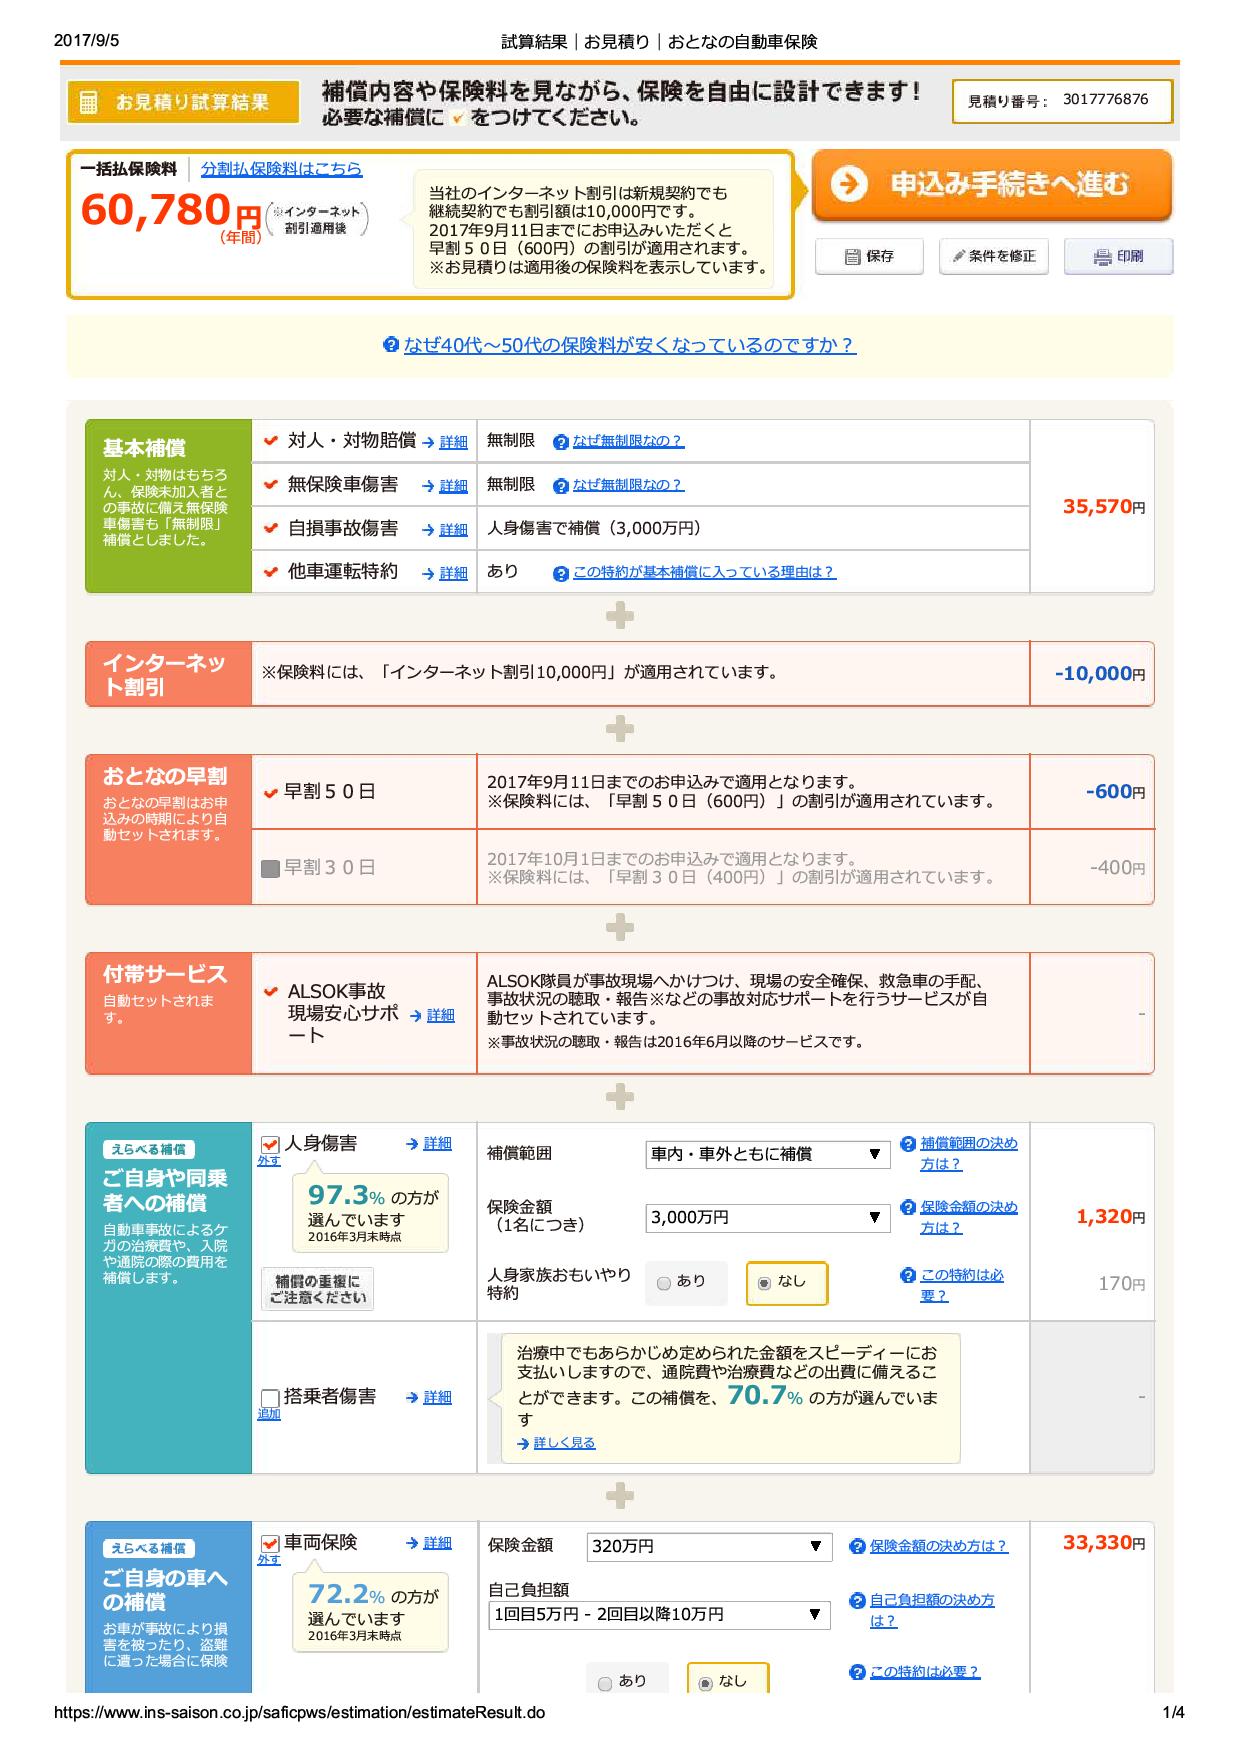 2017/9/5
試算結果｜お見積り｜おとなの自動車保険
お見積り試算結果
補償内容や保険料を見ながら、保険を自由に設計できます！
必要な補償に をつけてください。
見積り番号： 3017776876
一括払保険料 分割払保険料はこちら
60,780円
(年間)
※インターネット
割引適用後
当社のインターネット割引は新規契約でも
継続契約でも割引額は10,000円です。
2017年9月11日までにお申込みいただくと
早割５０日（600円）の割引が適用されます。
※お見積りは適用後の保険料を表示しています。
申込み手続きへ進む
保存
条件を修正
印刷
なぜ40代～50代の保険料が安くなっているのですか？
基本補償
対人・対物はもちろ
ん、保険未加入者と
の事故に備え無保険
車傷害も「無制限」
補償としました。
対人・対物賠償 詳細 無制限 なぜ無制限なの？
無保険車傷害 詳細 無制限 なぜ無制限なの？
自損事故傷害 詳細 人身傷害で補償（3,000万円）
他車運転特約 詳細 あり この特約が基本補償に入っている理由は？
35,570円
インターネッ
ト割引
※保険料には、「インターネット割引10,000円」が適用されています。
-10,000円
おとなの早割
おとなの早割はお申
込みの時期により自
動セットされます。
早割５０日
2017年9月11日までのお申込みで適用となります。
※保険料には、「早割５０日（600円）」の割引が適用されています。
-600円
早割３０日
2017年10月1日までのお申込みで適用となります。
※保険料には、「早割３０日（400円）」の割引が適用されています。
-400円
付帯サービス
自動セットされま
す。
ALSOK事故
現場安心サポ
ート
詳細
ALSOK隊員が事故現場へかけつけ、現場の安全確保、救急車の手配、
事故状況の聴取・報告※などの事故対応サポートを行うサービスが自
動セットされています。
※事故状況の聴取・報告は2016年6月以降のサービスです。
-
えらべる補償
ご自身や同乗
者への補償
自動車事故によるケ
ガの治療費や、入院
や通院の際の費用を
補償します。
人身傷害 詳細
外す
97.3% の方が
選んでいます
2016年3月末時点
補償の重複に
ご注意ください
補償範囲
車内・車外ともに補償 ▼
補償範囲の決め
方は？
保険金額
（1名につき）
3,000万円 ▼
保険金額の決め
方は？
1,320円
人身家族おもいやり
特約
あり
なし
この特約は必
要？
170円
搭乗者傷害 詳細
追加
治療中でもあらかじめ定められた金額をスピーディーにお
支払いしますので、通院費や治療費などの出費に備えるこ
とができます。この補償を、70.7% の方が選んでいま
す
詳しく見る
-
えらべる補償
ご自身の車へ
の補償
お車が事故により損
害を被ったり、盗難
に遭った場合に保険
車両保険 詳細
外す
72.2% の方が
選んでいます
2016年3月末時点
保険金額
320万円 ▼
保険金額の決め方は？
33,330円
自己負担額
1回目5万円 - 2回目以降10万円 ▼
自己負担額の決め方
は？
あり
なし
この特約は必要？
https://www.ins-saison.co.jp/saficpws/estimation/estimateResult.do
1/4